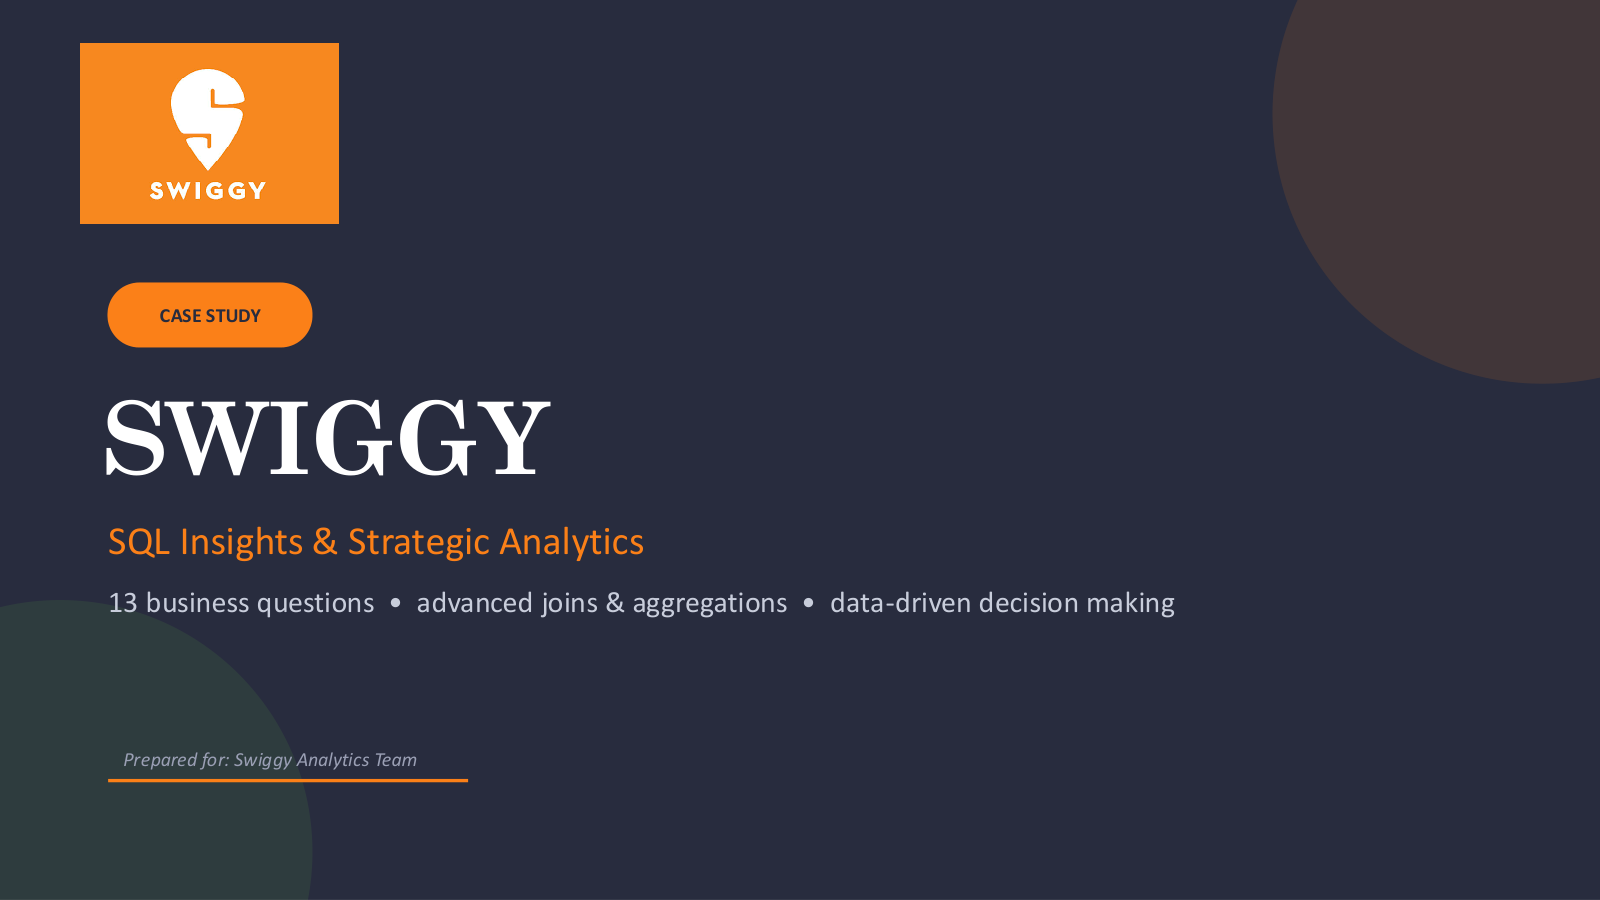 SWIGGY
CASE STUDY
SWIGGY
SQL Insights & Strategic Analytics
13 business questions • advanced joins & aggregations • data-driven decision making
Prepared for: Swiggy Analytics Team